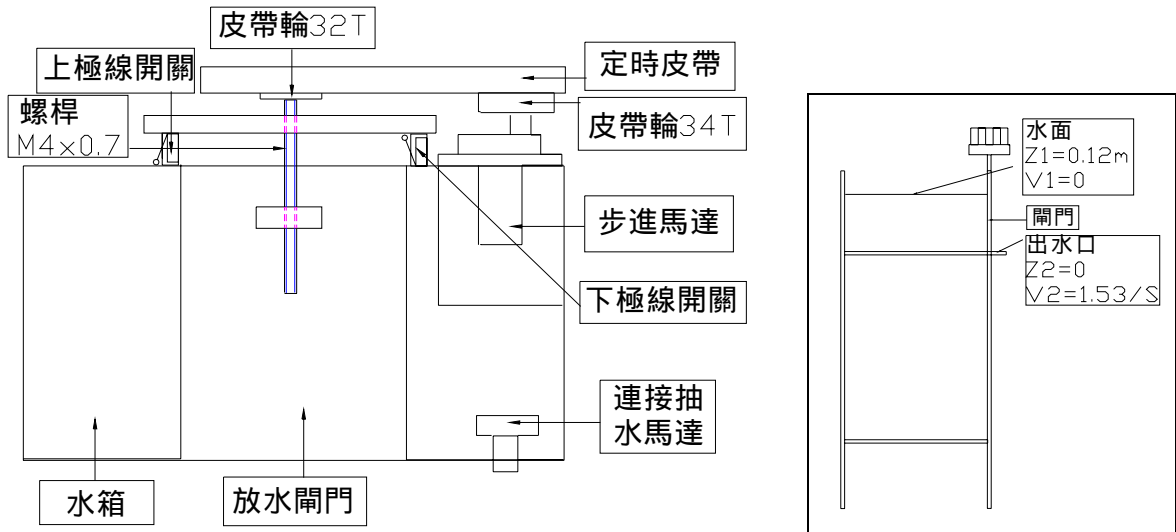 皮帶輪32T
上極線開關
定時皮帶
螺桿
M4×0.7
皮帶輪34T
步進馬達
下極線開關
連接抽
水馬達
水箱
放水閘門
水面
Z1=0.12m
V1=0
閘門
出水口
Z2=0
V2=1.53/S